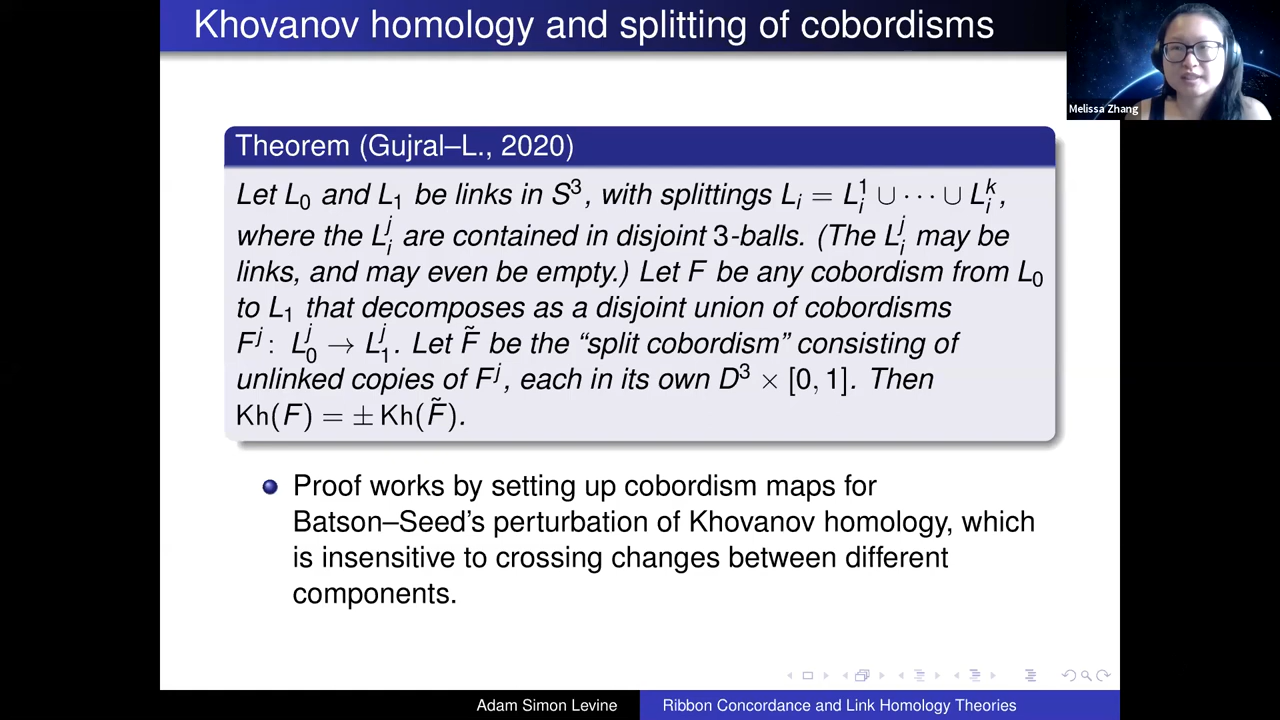 Khovanov homology and splitting of cobordisms
Melissa Zhang
Theorem (Gujral–L., 2020)
Let L₀ and L₁ be links in S³, with splittings Lᵢ = Lᵢ¹ ∪ ⋯ ∪ Lᵢᵏ,
where the Lᵢʲ are contained in disjoint 3-balls. (The Lᵢʲ may be
links, and may even be empty.) Let F be any cobordism from L₀
to L₁ that decomposes as a disjoint union of cobordisms
Fʲ: L₀ʲ → L₁ʲ. Let F̃ be the “split cobordism” consisting of
unlinked copies of Fʲ, each in its own D³ × [0, 1]. Then
Kh(F) = ± Kh(F̃).
Proof works by setting up cobordism maps for
Batson–Seed’s perturbation of Khovanov homology, which
is insensitive to crossing changes between different
components.
Adam Simon Levine
Ribbon Concordance and Link Homology Theories